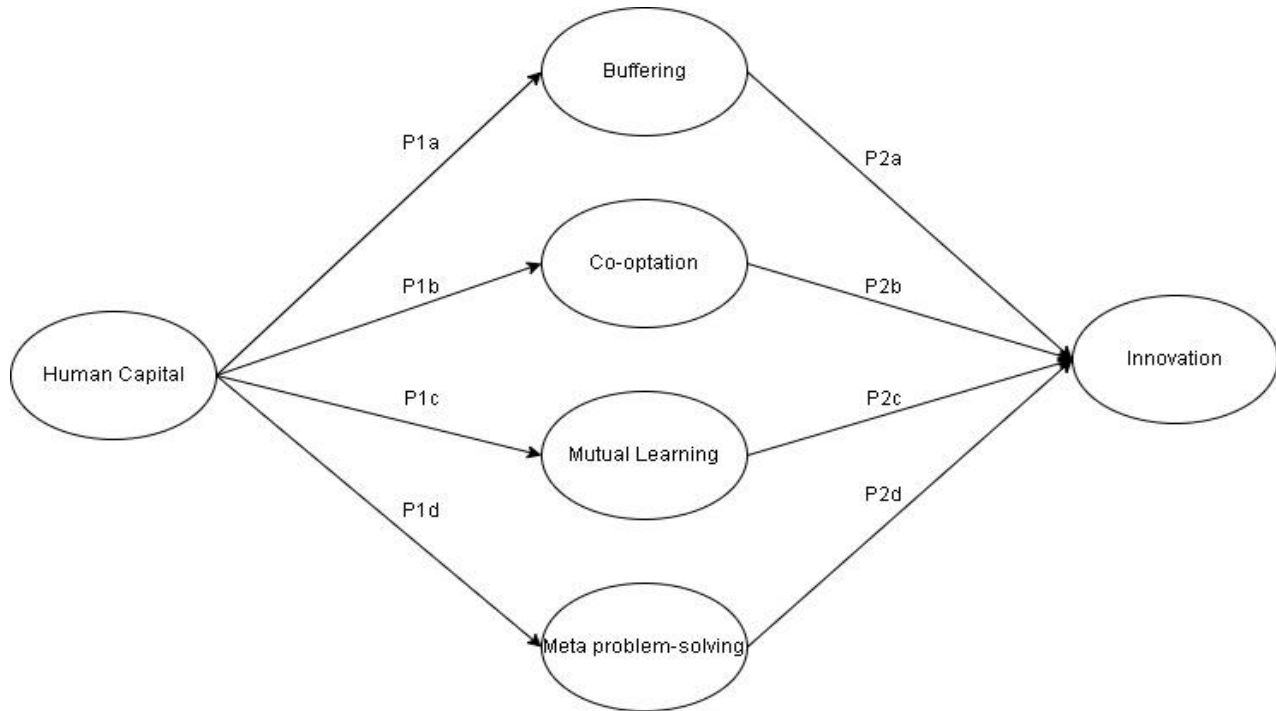 Buffering
P1a
P2a
Co-optation
P1b
P2b
Human Capital
Innovation
P1c
P2c
Mutual Learning
P1d
P2d
Meta problem-solving